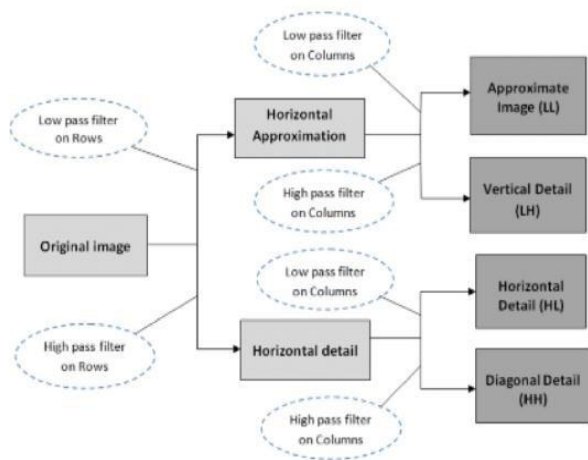 Low pass filter
on Columns
Approximate
Image (LL)
Horizontal
Approximation
Low pass filter
on Rows
High pass filter
on Columns
Vertical Detail
(LH)
Original image
Low pass filter
on Columns
Horizontal
Detail (HL)
High pass filter
on Rows
Horizontal detail
Diagonal Detail
(HH)
High pass filter
on Columns